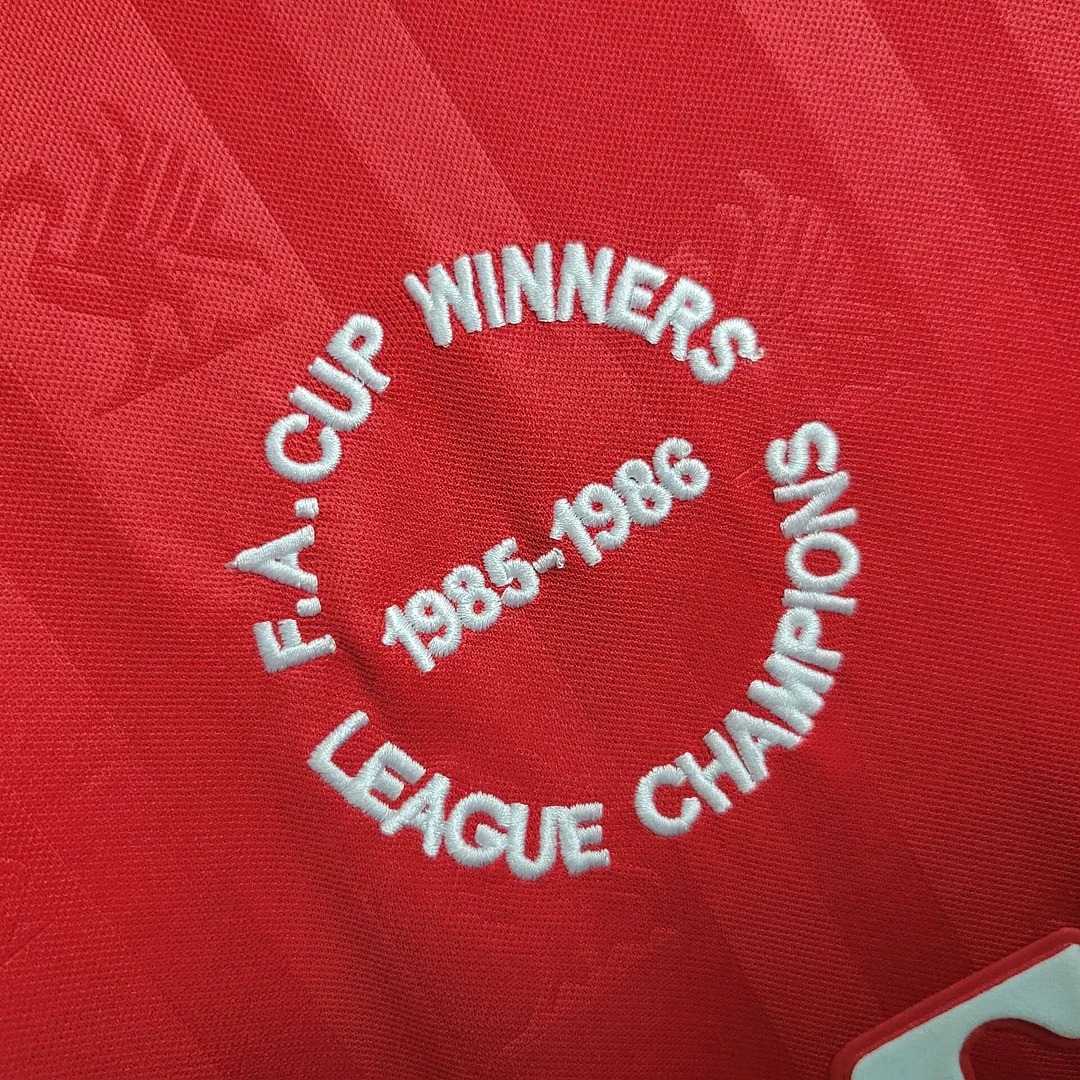 F.A. CUP WINNERS
1985-1986
LEAGUE CHAMPIONS